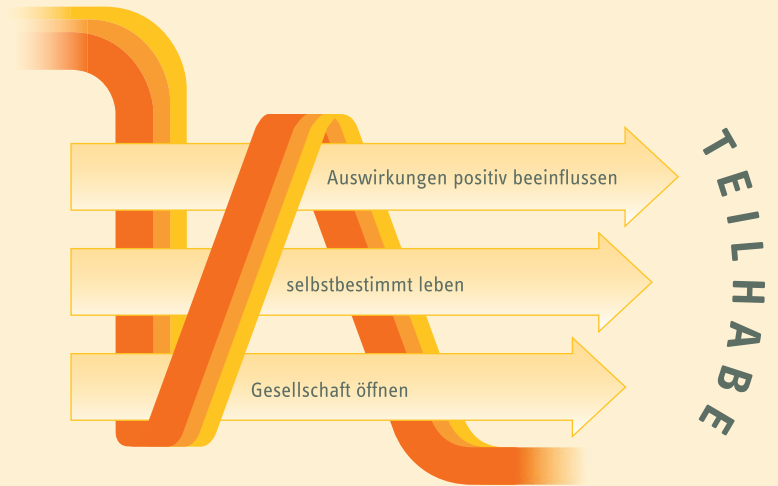 Auswirkungen positiv beeinflussen
selbstbestimmt leben
Gesellschaft öffnen
TEILHABE